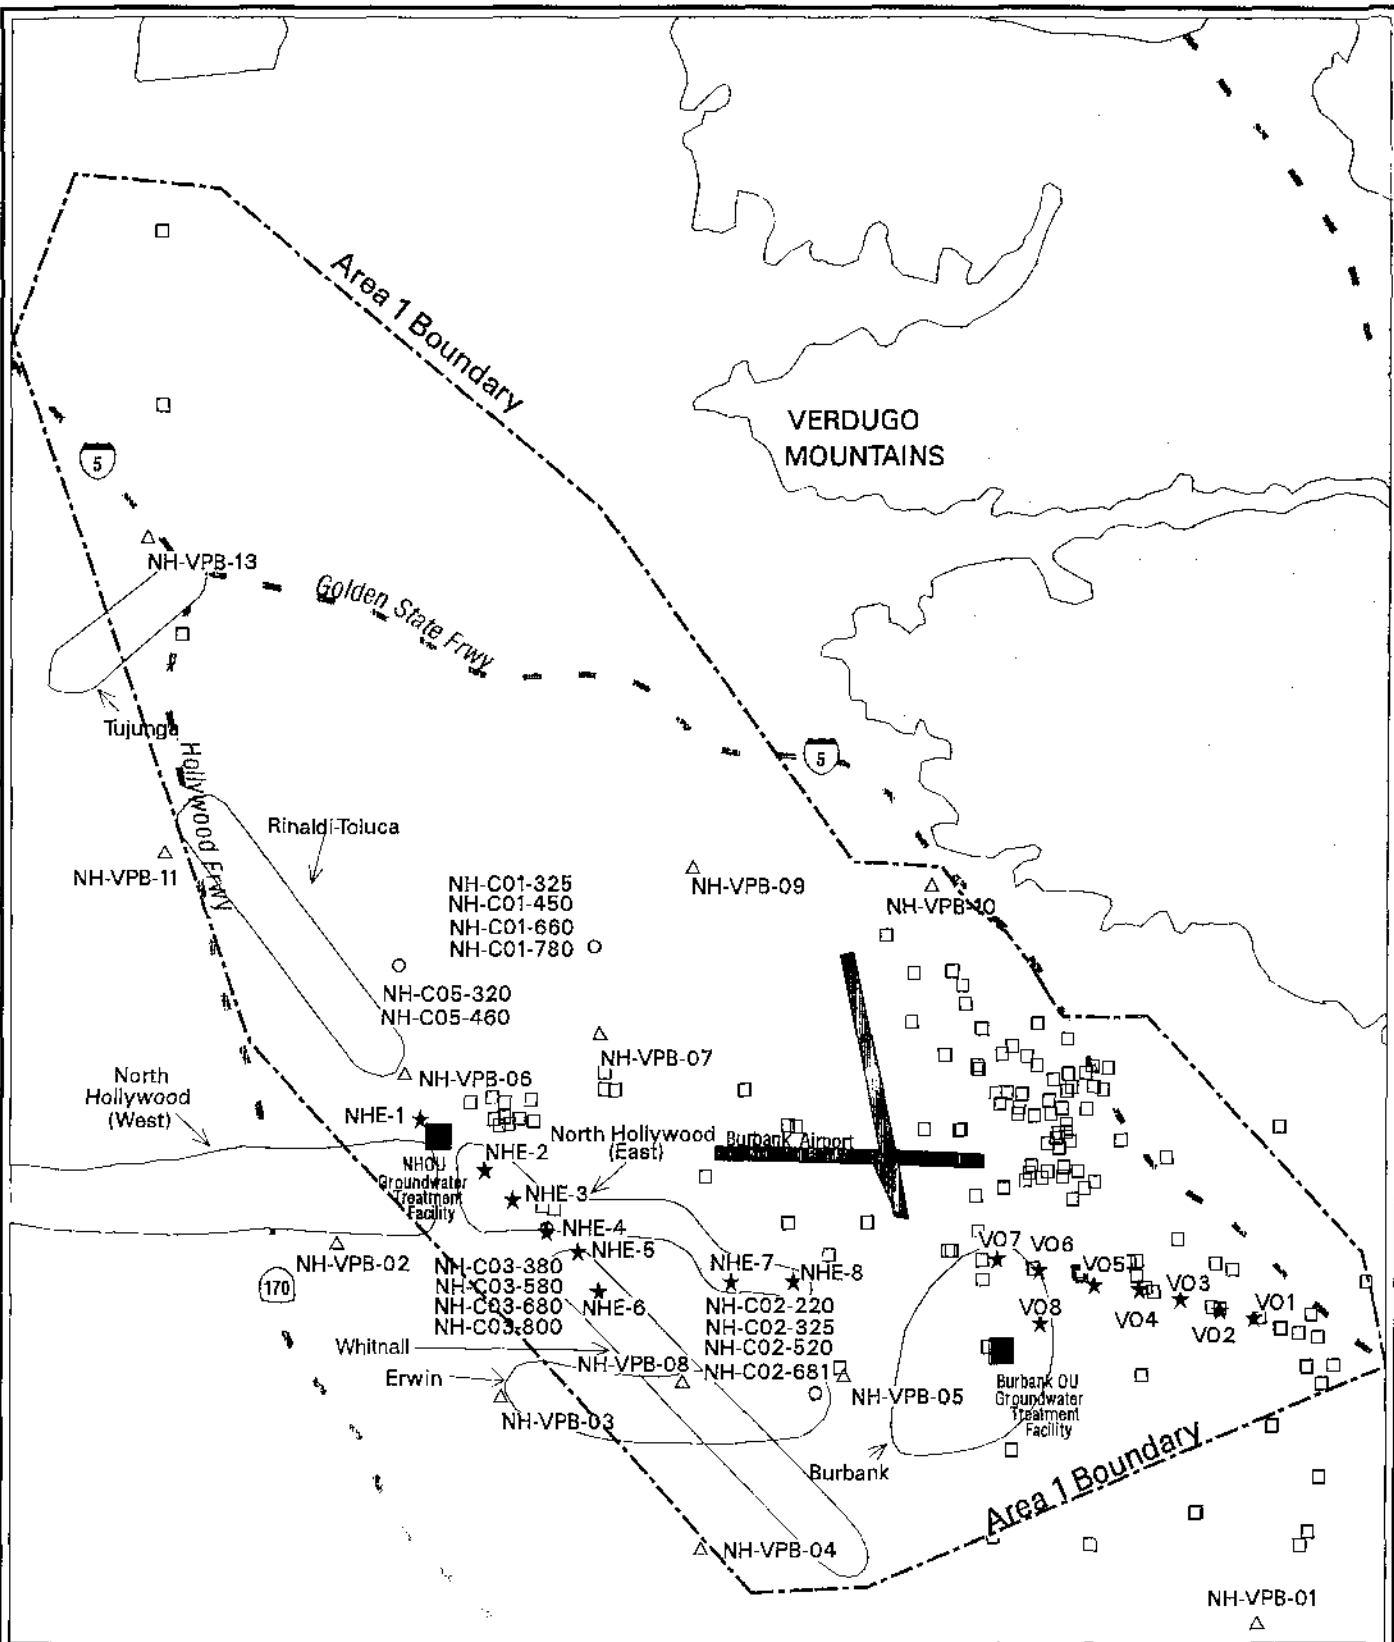 Area 1 Boundary
VERDUGO
MOUNTAINS
5
NH-VPB-13
Golden State Frwy
Tujunga
Hollywood Frwy
5
Rinaldi-Toluca
NH-VPB-11
NH-C01-325
NH-C01-450
NH-C01-660
NH-C01-780
NH-VPB-09
NH-VPB-10
NH-C05-320
NH-C05-460
NH-VPB-07
NH-VPB-06
North
Hollywood
(West)
NHE-1
NHE-2
North Hollywood
(East)
Burbank Airport
NHOU
Groundwater
Treatment
Facility
NHE-3
NHE-4
NHE-5
NH-VPB-02
170
NH-C03-380
NH-C03-580
NH-C03-680
NH-C03-800
NHE-6
NHE-7
NHE-8
NH-C02-220
NH-C02-325
NH-C02-520
NH-C02-681
VO7
VO6
VO5
VO3
VO8
VO4
VO2
VO1
Whitnall
NH-VPB-08
Erwin
NH-VPB-03
NH-VPB-05
Burbank OU
Groundwater
Treatment
Facility
Burbank
Area 1 Boundary
NH-VPB-04
NH-VPB-01